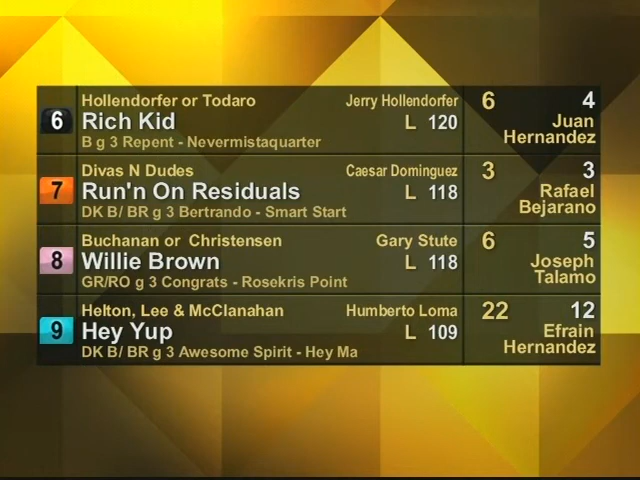 Hollendorfer or Todaro Jerry Hollendorfer 6 4
6 Rich Kid L 120 Juan
B g 3 Repent - Nevermistaquarter Hernandez
Divas N Dudes Caesar Dominguez 3 3
7 Run'n On Residuals L 118 Rafael
DK B/ BR g 3 Bertrando - Smart Start Bejarano
Buchanan or Christensen Gary Stute 6 5
8 Willie Brown L 118 Joseph
GR/RO g 3 Congrats - Rosekris Point Talamo
Helton, Lee & McClanahan Humberto Loma 22 12
9 Hey Yup L 109 Efrain
DK B/ BR g 3 Awesome Spirit - Hey Ma Hernandez